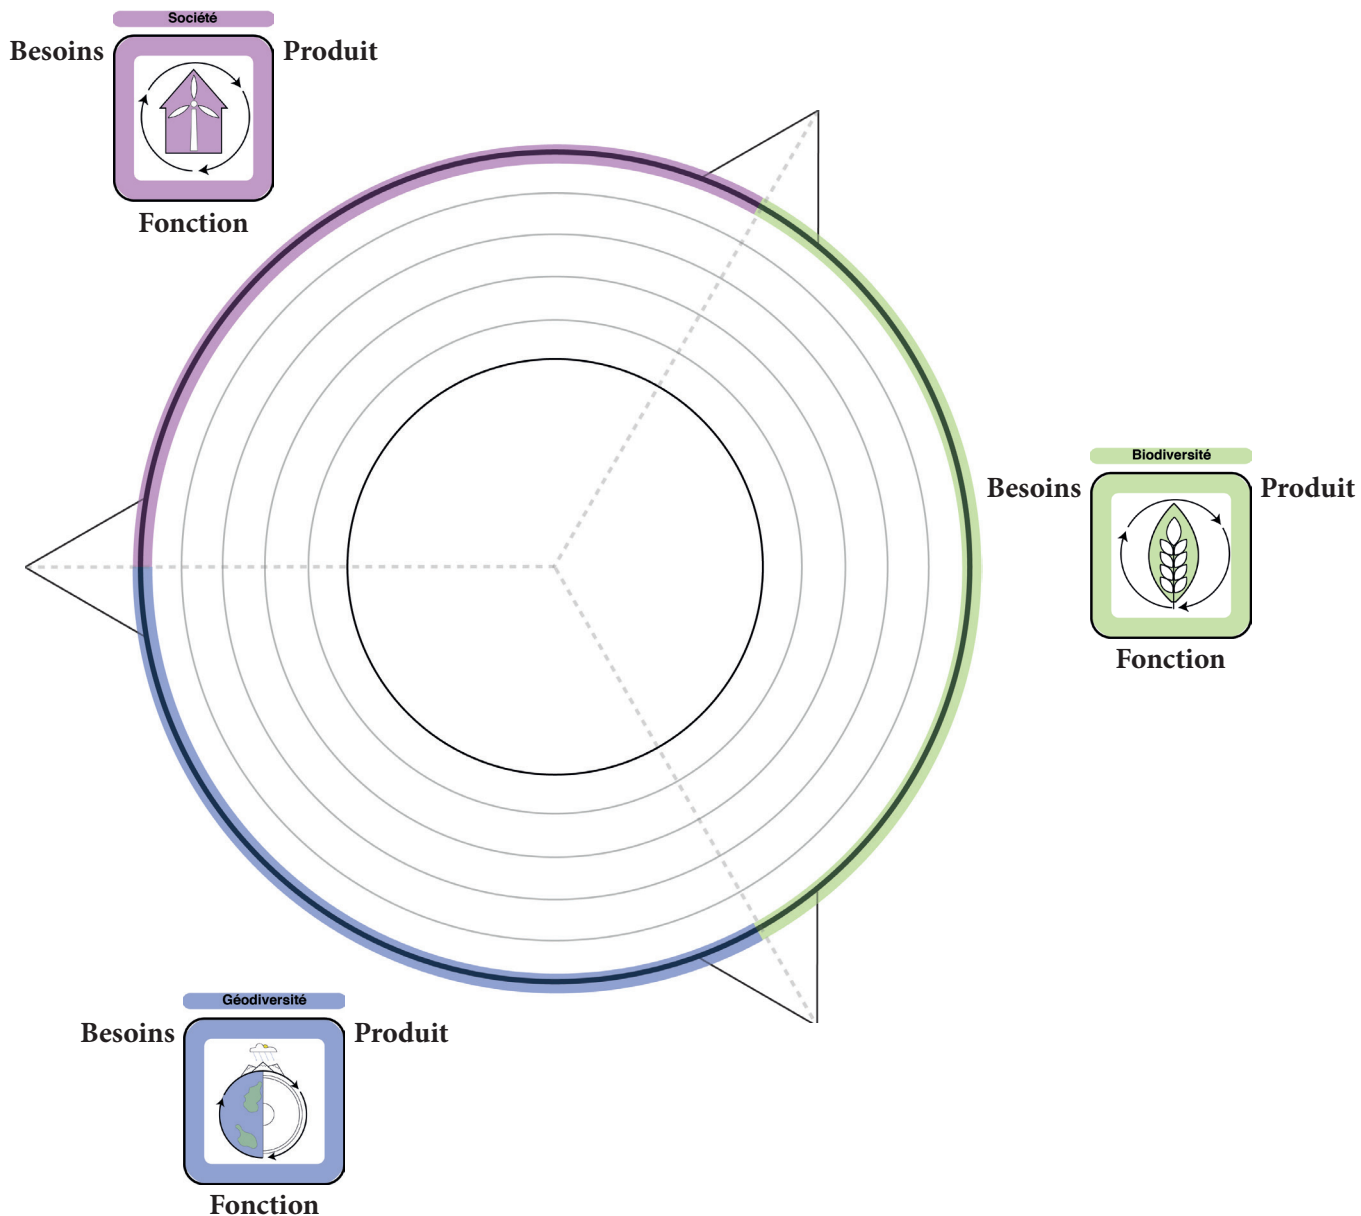 Société
Besoins
Produit
Fonction
Biodiversité
Besoins
Produit
Fonction
Géodiversité
Besoins
Produit
Fonction